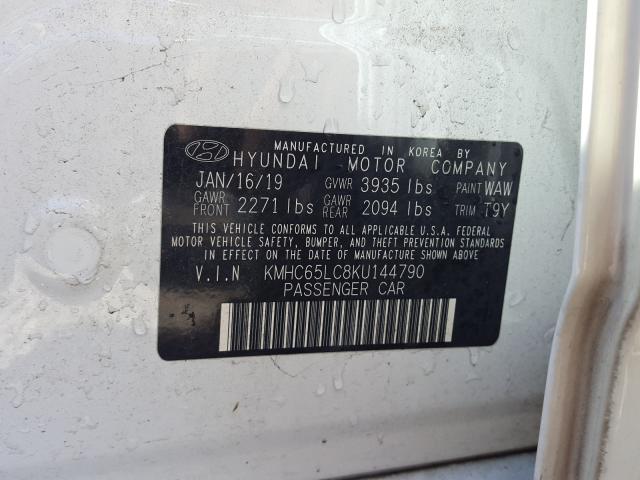 MANUFACTURED IN KOREA BY
HYUNDAI MOTOR COMPANY
JAN/16/19 GVWR 3935 lbs PAINT WAW
GAWR FRONT 2271 lbs GAWR REAR 2094 lbs TRIM T9Y
THIS VEHICLE CONFORMS TO ALL APPLICABLE U.S.A. FEDERAL
MOTOR VEHICLE SAFETY, BUMPER, AND THEFT PREVENTION STANDARDS
IN EFFECT ON THE DATE OF MANUFACTURE SHOWN ABOVE.
V.I.N KMHC65LC8KU144790
PASSENGER CAR